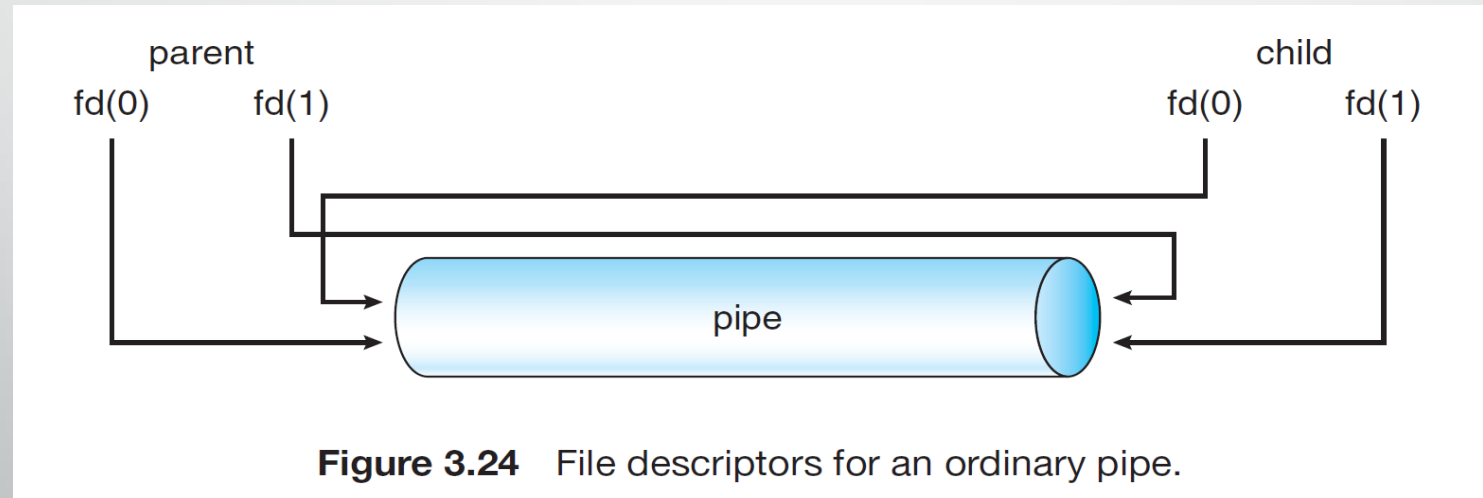 parent child
fd(0) fd(1) fd(0) fd(1)
pipe
Figure 3.24 File descriptors for an ordinary pipe.